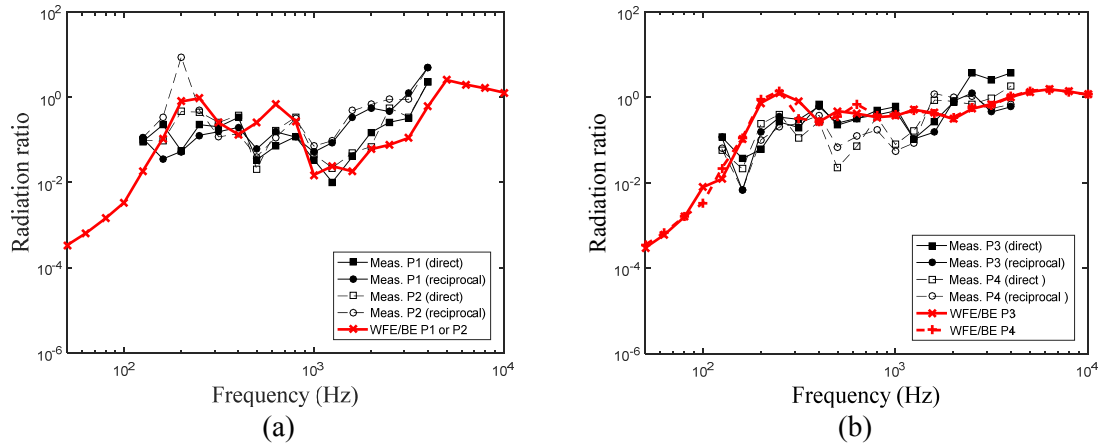 10^2
10^0
10^-2
10^-4
10^-6
Radiation ratio
Meas. P1 (direct)
Meas. P1 (reciprocal)
Meas. P2 (direct)
Meas. P2 (reciprocal)
WFE/BE P1 or P2
10^2
10^3
10^4
Frequency (Hz)
(a)
10^2
10^0
10^-2
10^-4
10^-6
Radiation ratio
Meas. P3 (direct)
Meas. P3 (reciprocal)
Meas. P4 (direct )
Meas. P4 (reciprocal )
WFE/BE P3
WFE/BE P4
10^2
10^3
10^4
Frequency (Hz)
(b)